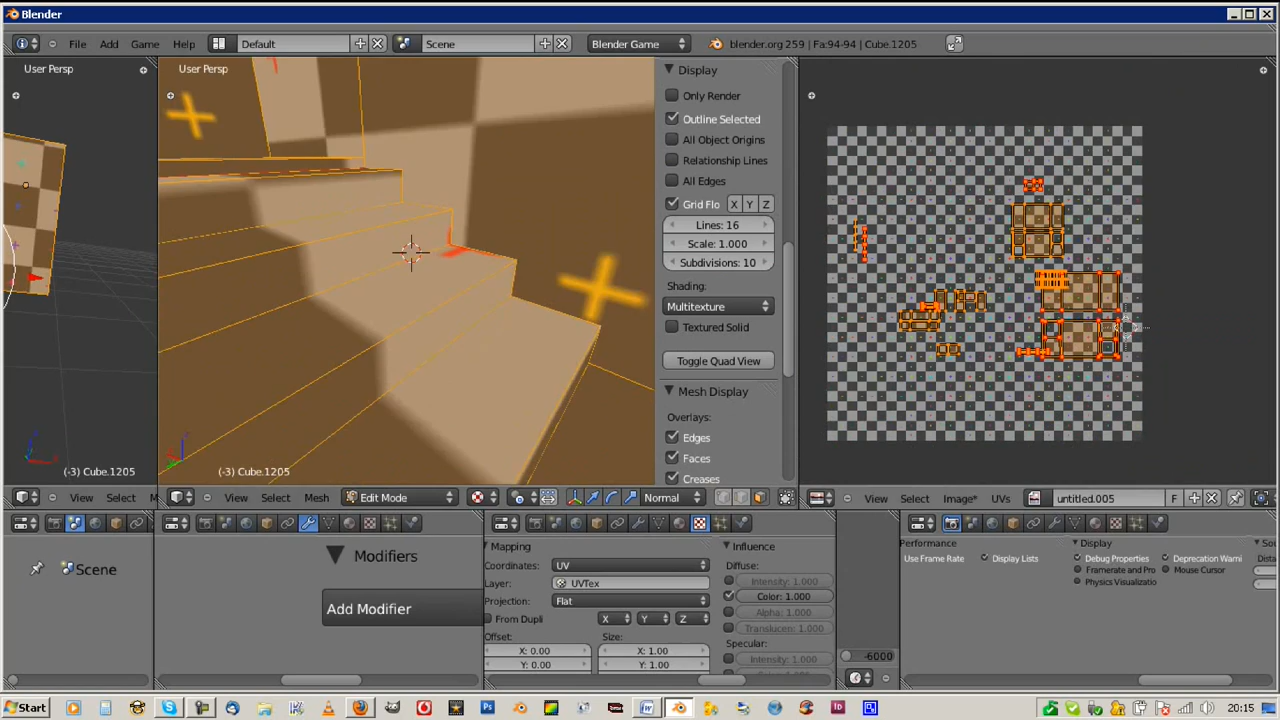 Blender
File Add Game Help Default Scene Blender Game blender.org 259 | Fa:94-94 | Cube.1205
User Persp
User Persp
Display
Only Render
Outline Selected
All Object Origins
Relationship Lines
All Edges
Grid Flo X Y Z
Lines: 16
Scale: 1.000
Subdivisions: 10
Shading:
Multitexture
Textured Solid
Toggle Quad View
Mesh Display
Overlays:
Edges
Faces
Creases
(-3) Cube.1205
(-3) Cube.1205
View Select M
View Select Mesh Edit Mode Normal
View Select Image* UVs untitled.005 F
Scene
Modifiers
Add Modifier
Mapping
Coordinates: UV
Layer: UVTex
Projection: Flat
From Dupli X Y Z
Offset: Size:
X: 0.00 X: 1.00
Y: 0.00 Y: 1.00
Influence
Diffuse:
Intensity: 1.000
Color: 1.000
Alpha: 1.000
Translucen: 1.000
Specular:
Intensity: 1.000
-6000
Performance
Use Frame Rate Display Lists
Display
Debug Properties Deprecation Warni
Framerate and Pro Mouse Cursor
Physics Visualizatio
Sou
Start
20:15